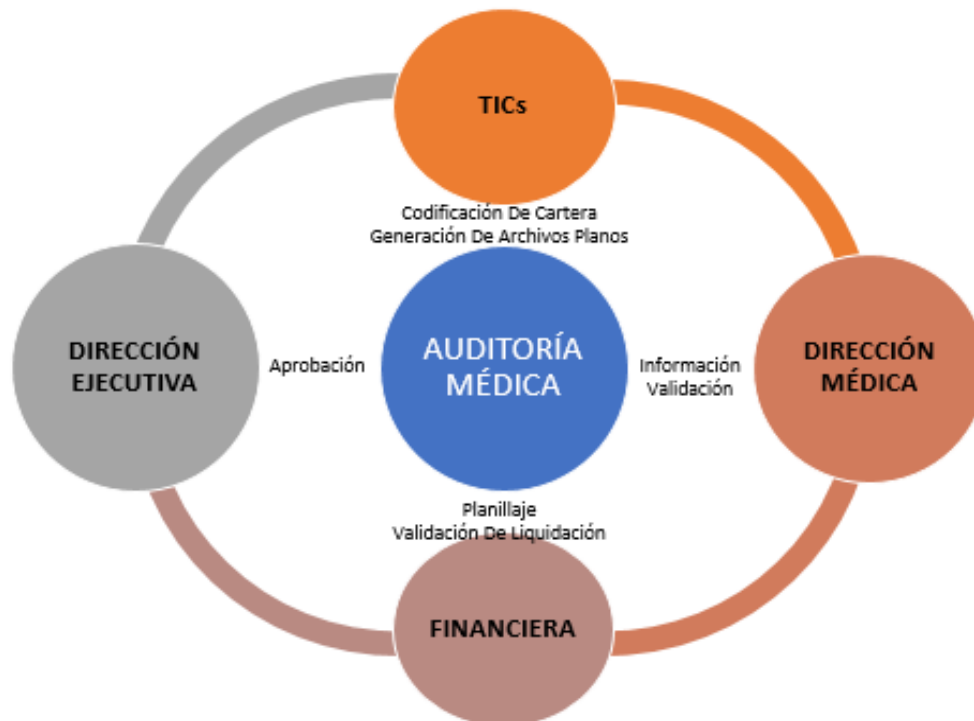 TICs
Codificación De Cartera
Generación De Archivos Planos
DIRECCIÓN
EJECUTIVA
Aprobación
AUDITORÍA
MÉDICA
Información
Validación
DIRECCIÓN
MÉDICA
Planillaje
Validación De Liquidación
FINANCIERA